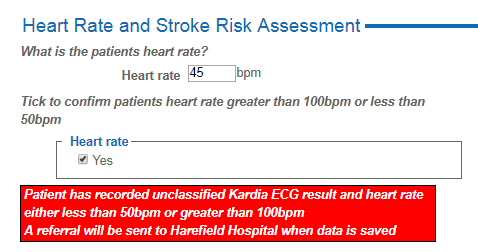 Heart Rate and Stroke Risk Assessment
What is the patients heart rate?
Heart rate 45 bpm
Tick to confirm patients heart rate greater than 100bpm or less than
50bpm
Heart rate
Yes
Patient has recorded unclassified Kardia ECG result and heart rate
either less than 50bpm or greater than 100bpm
A referral will be sent to Harefield Hospital when data is saved